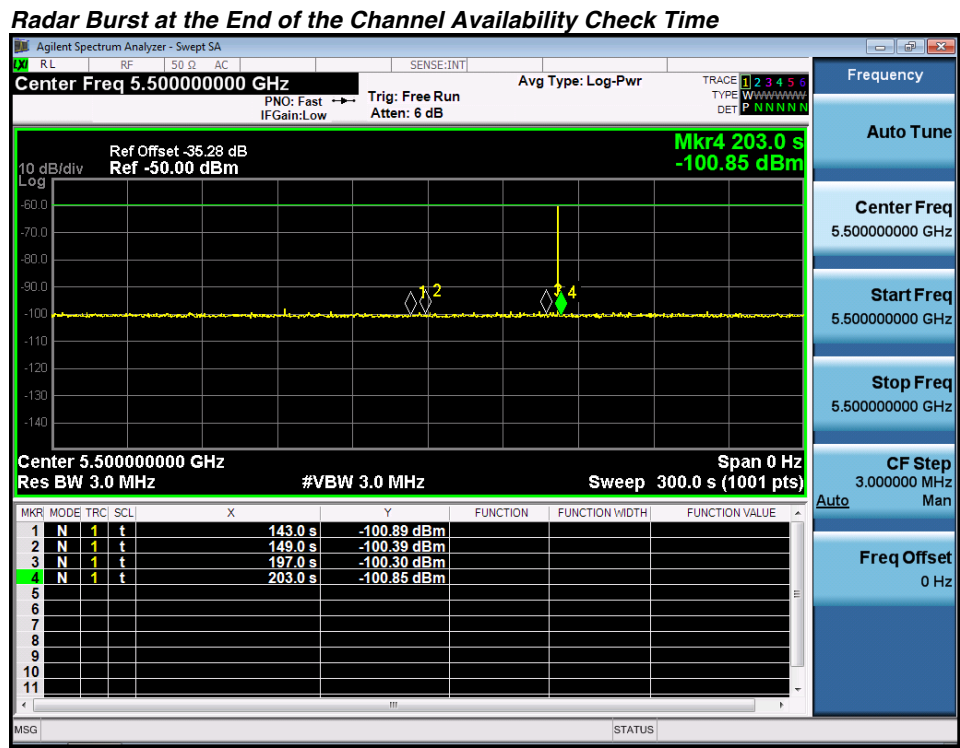 Radar Burst at the End of the Channel Availability Check Time
Agilent Spectrum Analyzer - Swept SA
LXI RL RF 50 Ω AC SENSE:INT
Center Freq 5.500000000 GHz
PNO: Fast
IFGain:Low
Trig: Free Run
Atten: 6 dB
Avg Type: Log-Pwr
TRACE 1 2 3 4 5 6
TYPE WWWWWW
DET P N N N N N
Ref Offset -35.28 dB
Ref -50.00 dBm
10 dB/div
Log
Mkr4 203.0 s
-100.85 dBm
-60.0
-70.0
-80.0
-90.0
-100
-110
-120
-130
-140
1 2 3 4
Center 5.500000000 GHz
Res BW 3.0 MHz
#VBW 3.0 MHz
Span 0 Hz
Sweep 300.0 s (1001 pts)
MKR MODE TRC SCL X Y FUNCTION FUNCTION WIDTH FUNCTION VALUE
1 N 1 t 143.0 s -100.89 dBm
2 N 1 t 149.0 s -100.39 dBm
3 N 1 t 197.0 s -100.30 dBm
4 N 1 t 203.0 s -100.85 dBm
5
6
7
8
9
10
11
MSG STATUS
Frequency
Auto Tune
Center Freq
5.500000000 GHz
Start Freq
5.500000000 GHz
Stop Freq
5.500000000 GHz
CF Step
3.000000 MHz
Auto Man
Freq Offset
0 Hz